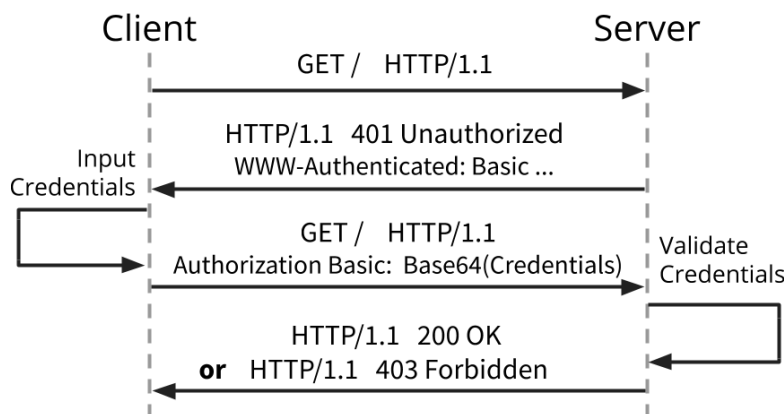 Client
Server
GET / HTTP/1.1
HTTP/1.1 401 Unauthorized
WWW-Authenticated: Basic ...
Input
Credentials
GET / HTTP/1.1
Authorization Basic: Base64(Credentials)
Validate
Credentials
HTTP/1.1 200 OK
or HTTP/1.1 403 Forbidden